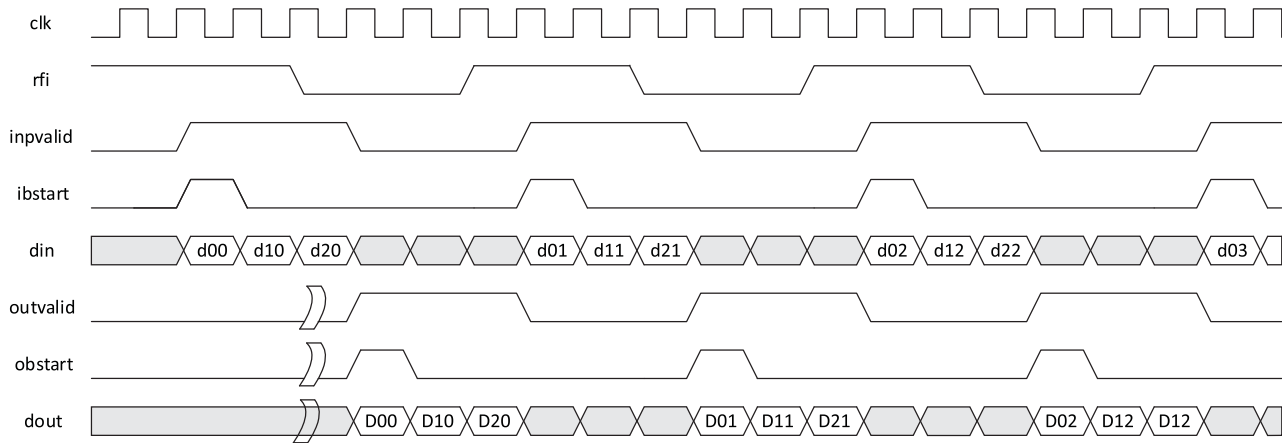 clk
rfi
inpvalid
ibstart
din d00 d10 d20 d01 d11 d21 d02 d12 d22 d03
outvalid
obstart
dout D00 D10 D20 D01 D11 D21 D02 D12 D12